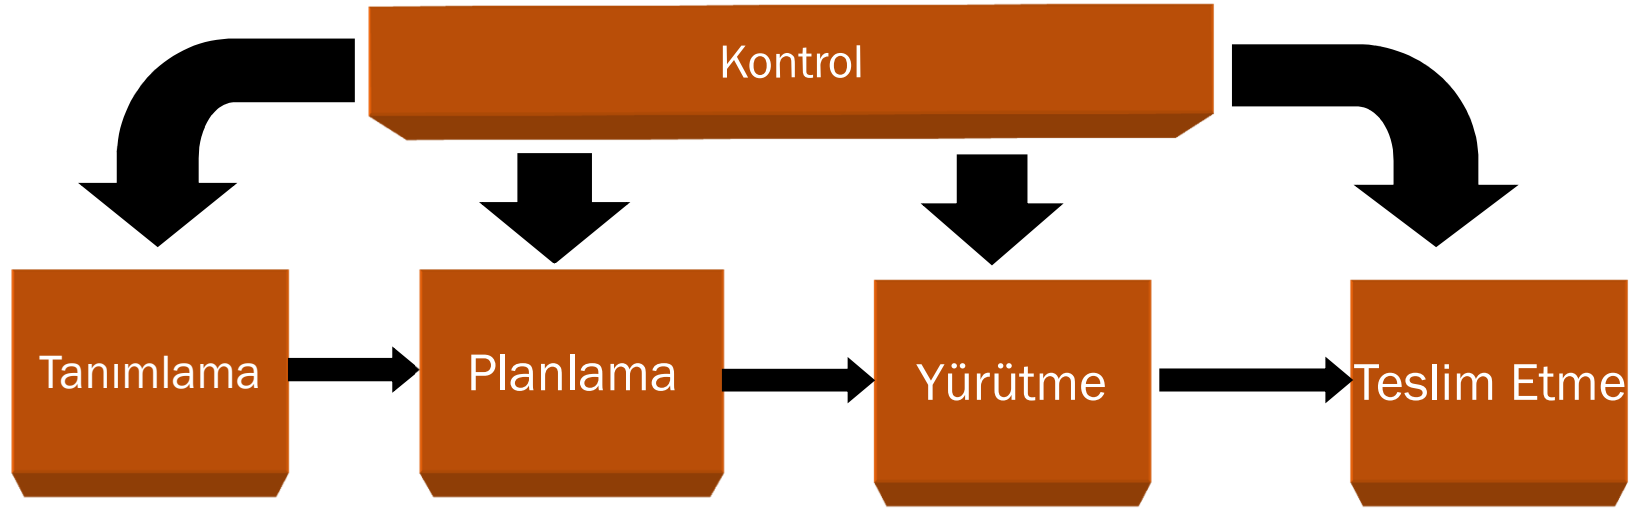 Kontrol
Tanımlama
Planlama
Yürütme
Teslim Etme